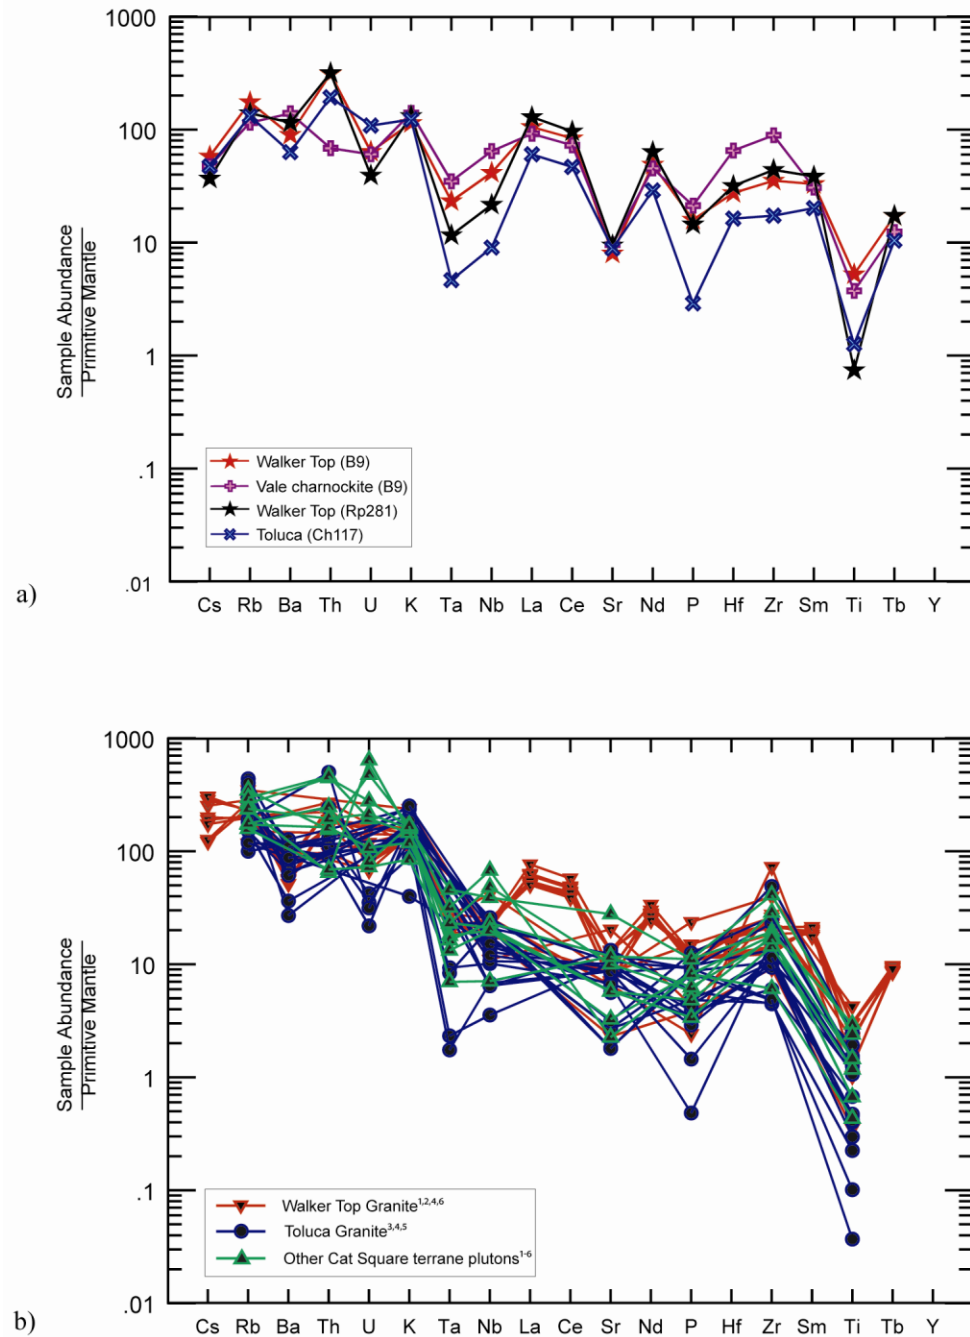 1000
100
10
1
.1
.01
Sample Abundance
Primitive Mantle
Walker Top (B9)
Vale charnockite (B9)
Walker Top (Rp281)
Toluca (Ch117)
a)
Cs Rb Ba Th U K Ta Nb La Ce Sr Nd P Hf Zr Sm Ti Tb Y
1000
100
10
1
.1
.01
Sample Abundance
Primitive Mantle
Walker Top Granite1,2,4,6
Toluca Granite3,4,5
Other Cat Square terrane plutons1-6
b)
Cs Rb Ba Th U K Ta Nb La Ce Sr Nd P Hf Zr Sm Ti Tb Y